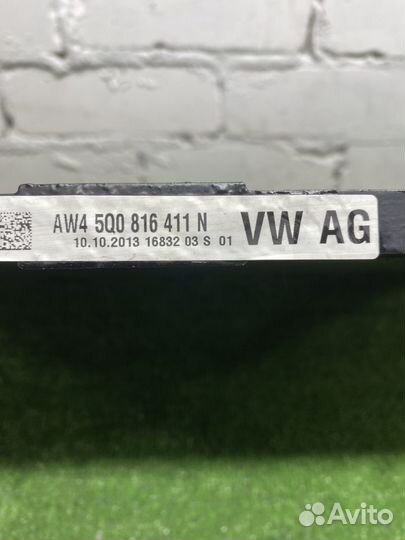 AW4 5Q0 816 411 N
10.10.2013 16832 03 S 01
VW AG
Avito